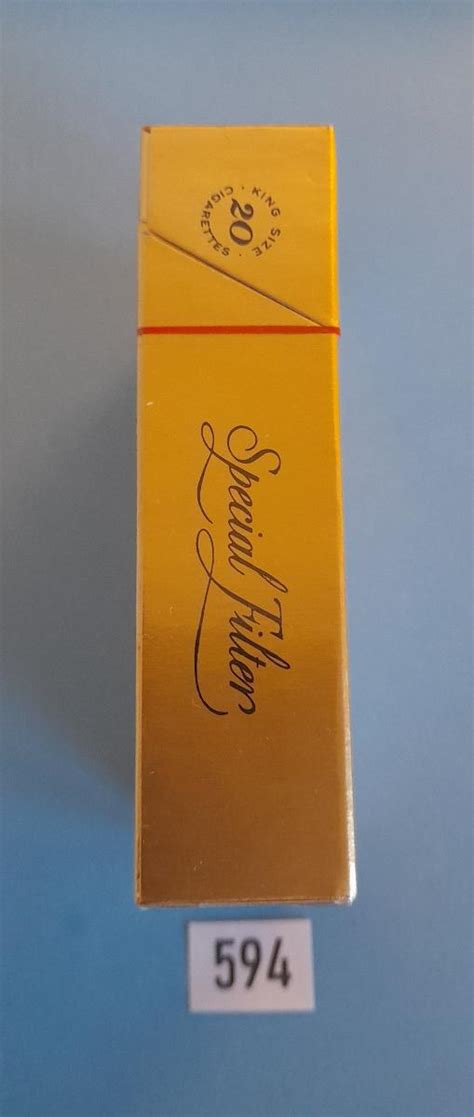 KING SIZE
20
CIGARETTES
Special Filter
594